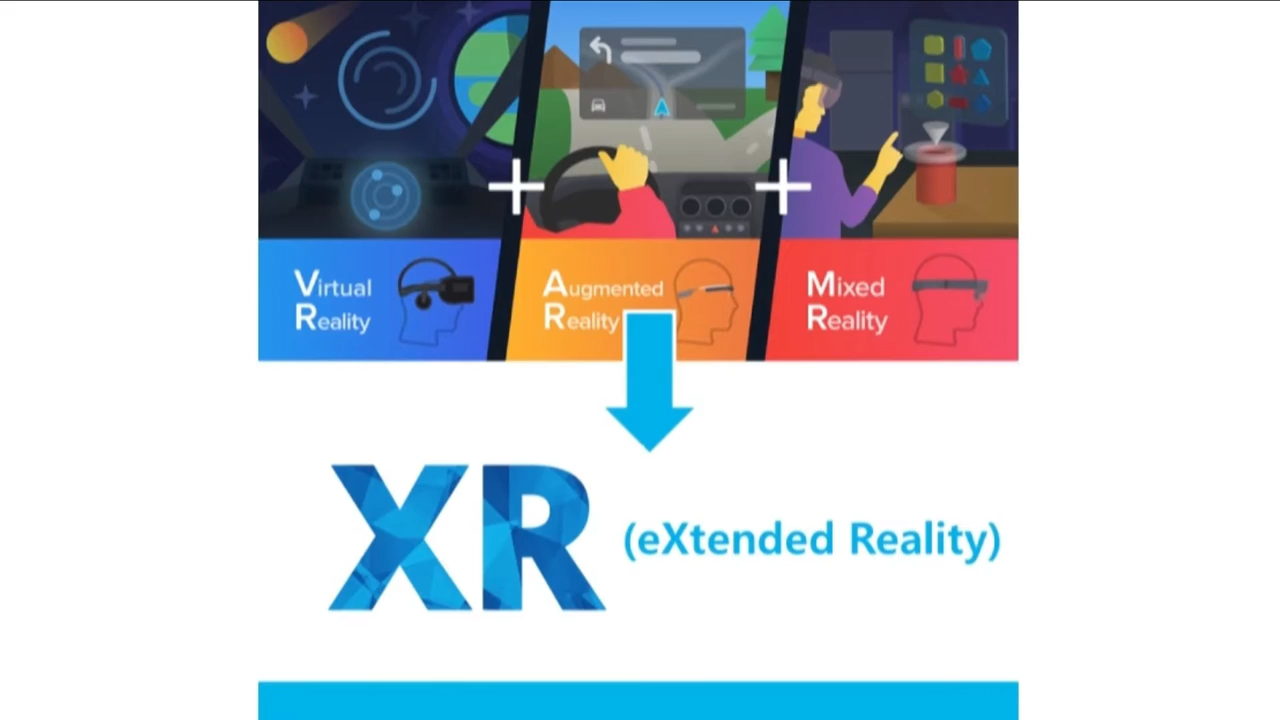 Virtual
Reality
Augmented
Reality
Mixed
Reality
XR
(eXtended Reality)